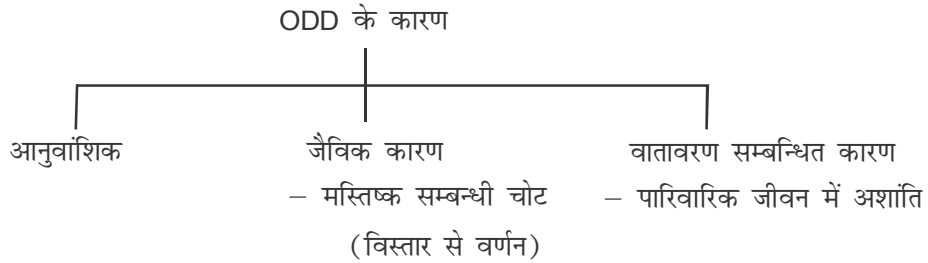 ODD के कारण
आनुवांशिक
जैविक कारण
– मस्तिष्क सम्बन्धी चोट
(विस्तार से वर्णन)
वातावरण सम्बन्धित कारण
– पारिवारिक जीवन में अशांति